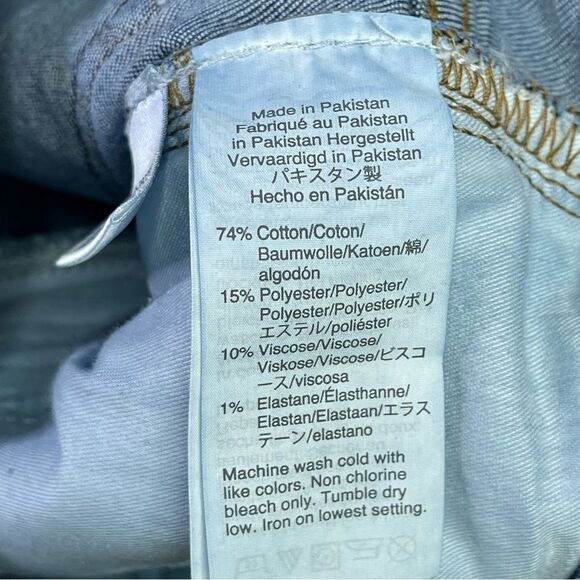 Made in Pakistan
Fabriqué au Pakistan
in Pakistan Hergestellt
Vervaardigd in Pakistan
パキスタン製
Hecho en Pakistán
74% Cotton/Coton/
Baumwolle/Katoen/綿/
algodón
15% Polyester/Polyester/
Polyester/Polyester/ポリ
エステル/poliéster
10% Viscose/Viscose/
Viskose/Viscose/ビスコ
ース/viscosa
1% Elastane/Élasthanne/
Elastan/Elastaan/エラス
テーン/elastano
Machine wash cold with
like colors. Non chlorine
bleach only. Tumble dry
low. Iron on lowest setting.